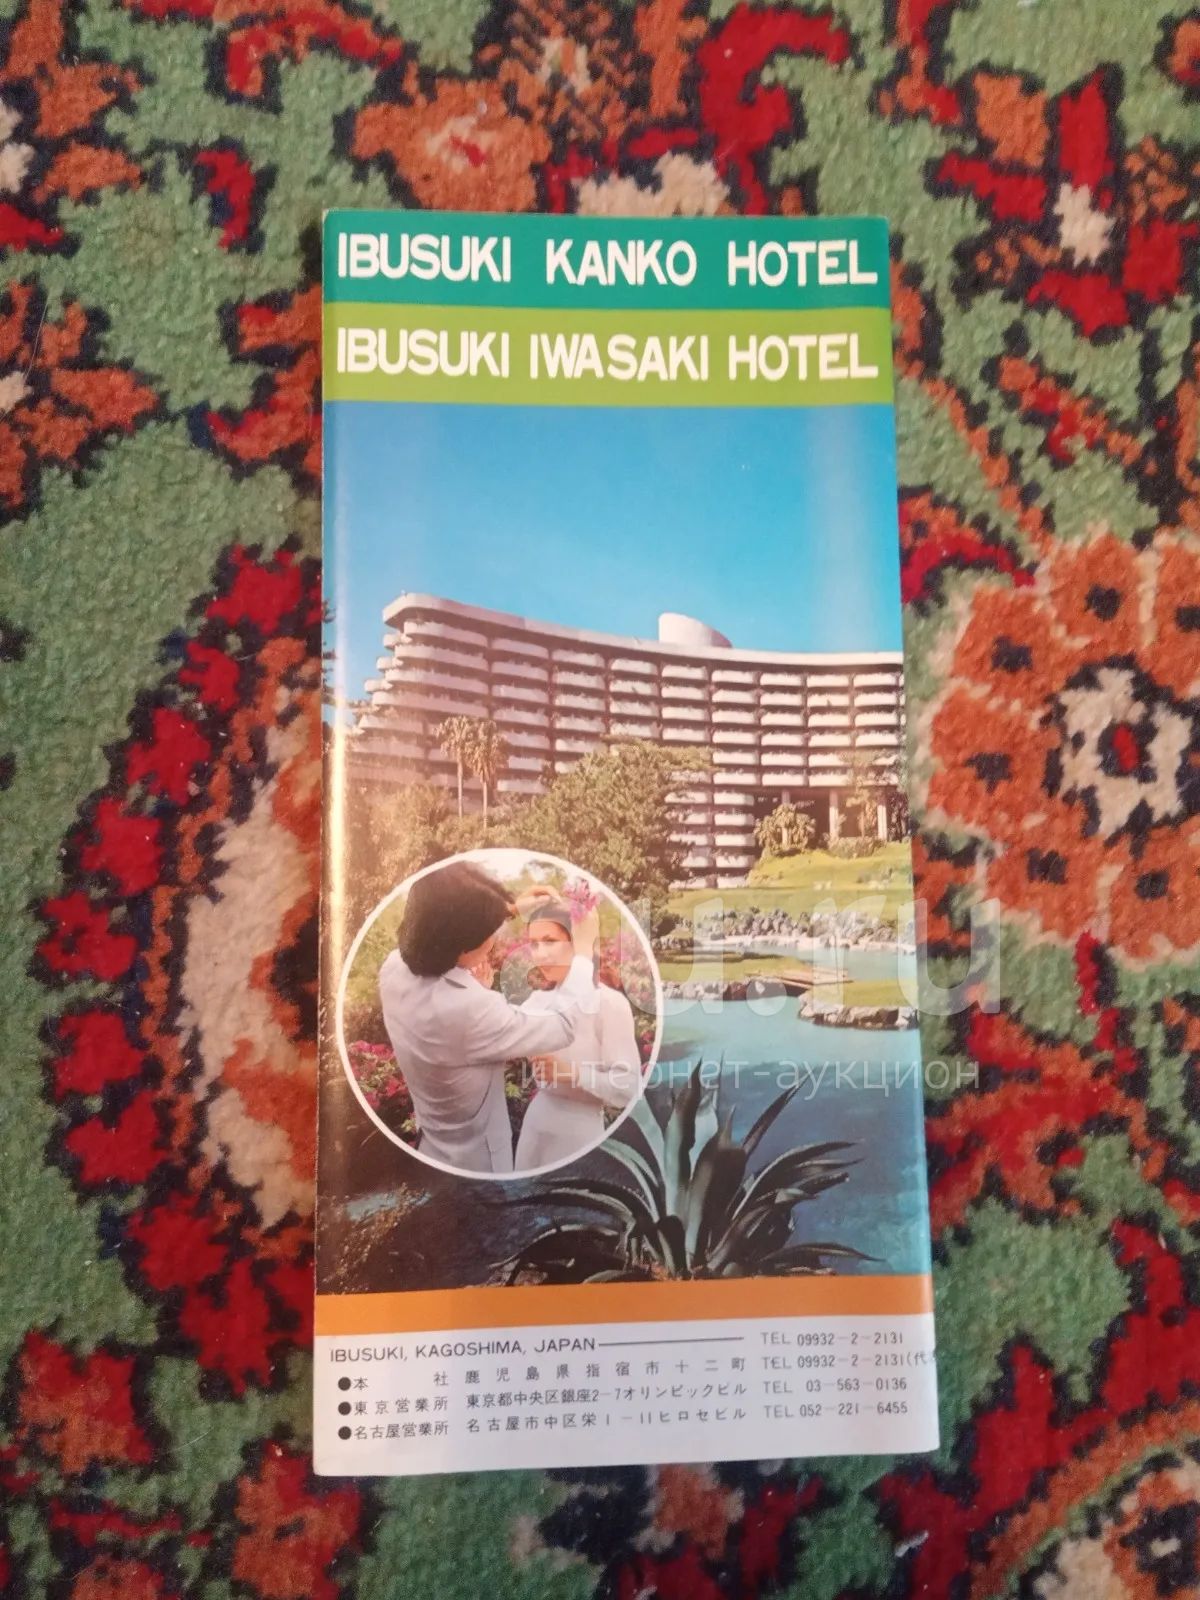 IBUSUKI KANKO HOTEL
IBUSUKI IWASAKI HOTEL
au.ru
интернет-аукцион
IBUSUKI, KAGOSHIMA, JAPAN TEL 09932-2-2131
●本 社 鹿児島県指宿市十二町 TEL 09932-2-2131(代
●東京営業所 東京都中央区銀座2-7オリンピックビル TEL 03-563-0136
●名古屋営業所 名古屋市中区栄1-11ヒロセビル TEL 052-221-6455